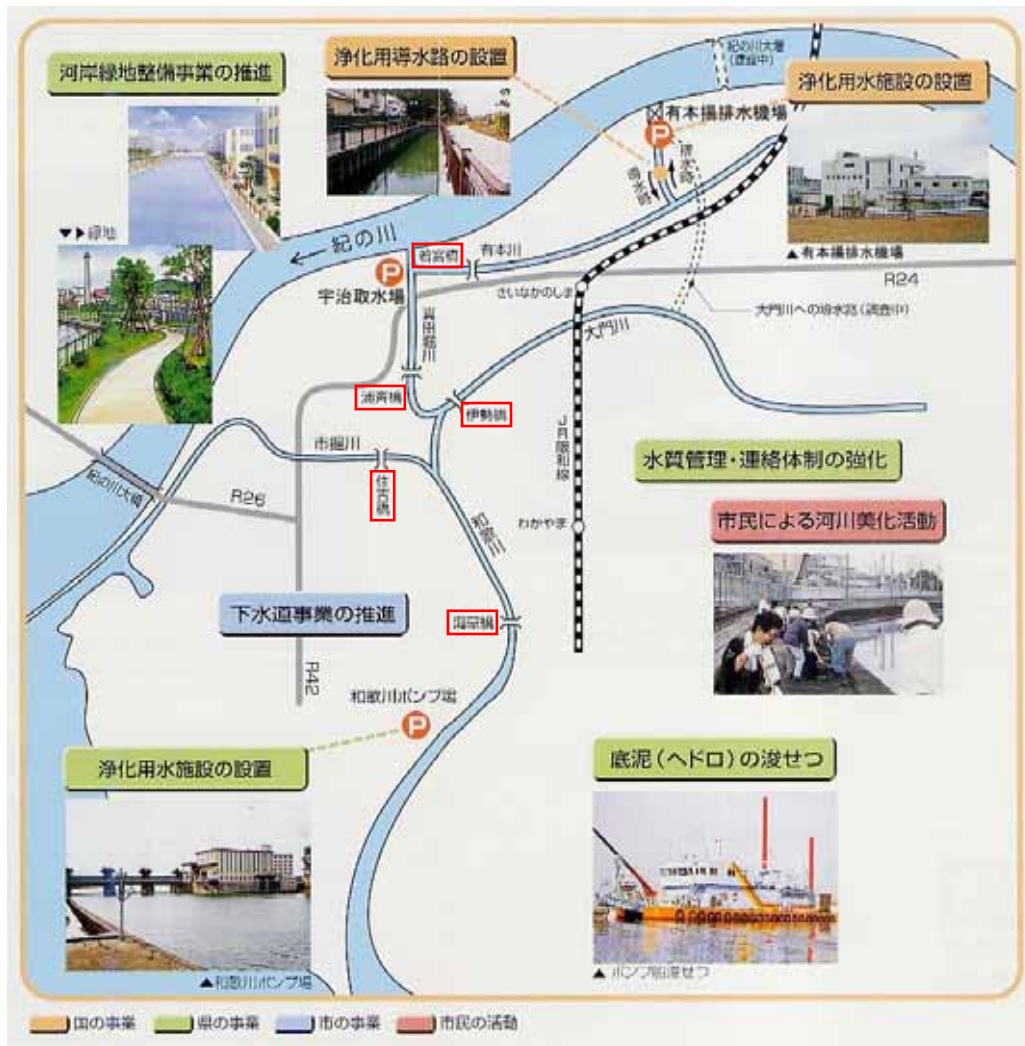 河岸緑地整備事業の推進
浄化用導水路の設置
紀の川大堰
(建設中)
浄化用水施設の設置
有本揚排水機場
排水路
導水時
▲有本揚排水機場
▼▶緑地
←紀の川
若宮橋
有本川
宇治取水場
R24
さいなかのしま
大門川への導水路(調査中)
真田堀川
大門川
浦斉橋
伊勢橋
JR阪和線
市堀川
住吉橋
水質管理・連絡体制の強化
紀の川大橋
R26
和歌川
わかやま
市民による河川美化活動
下水道事業の推進
海草橋
R42
和歌川ポンプ場
浄化用水施設の設置
底泥(ヘドロ)の浚せつ
▲和歌川ポンプ場
▲ポンプ船浚せつ
国の事業
県の事業
市の事業
市民の活動